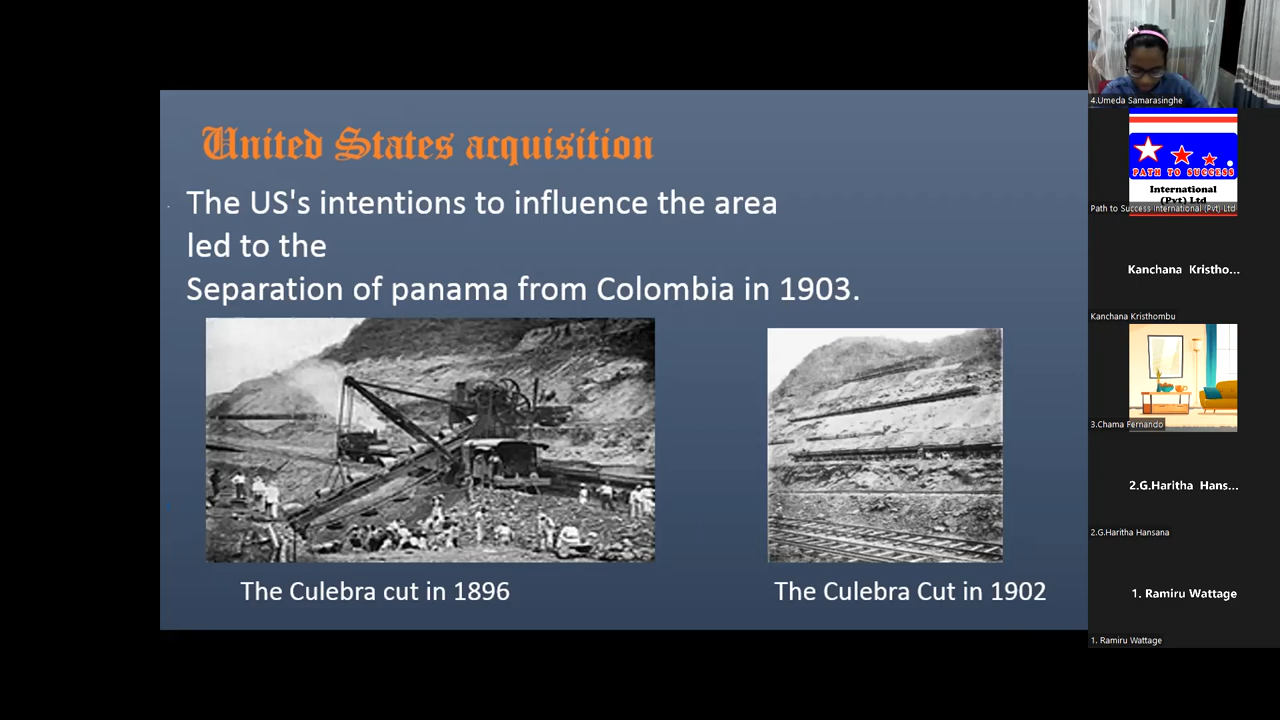 United States acquisition
The US's intentions to influence the area
led to the
Separation of panama from Colombia in 1903.
The Culebra cut in 1896
The Culebra Cut in 1902
4.Umeda Samarasinghe
PATH TO SUCCESS
International
(Pvt) Ltd
Path to Success International (Pvt) Ltd
Kanchana Kristho...
Kanchana Kristhombu
3.Chama Fernando
2.G.Haritha Hans...
2.G.Haritha Hansana
1. Ramiru Wattage
1. Ramiru Wattage